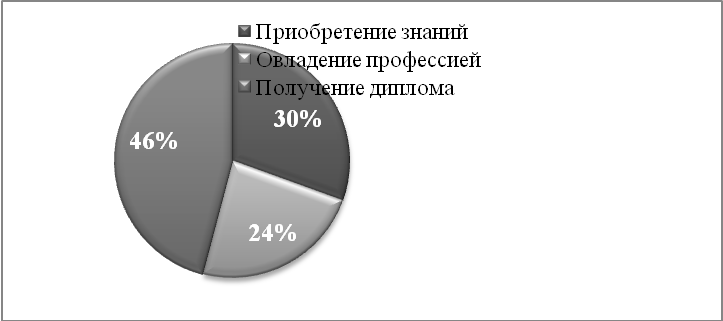 Приобретение знаний
Овладение профессией
Получение диплома
30%
46%
24%